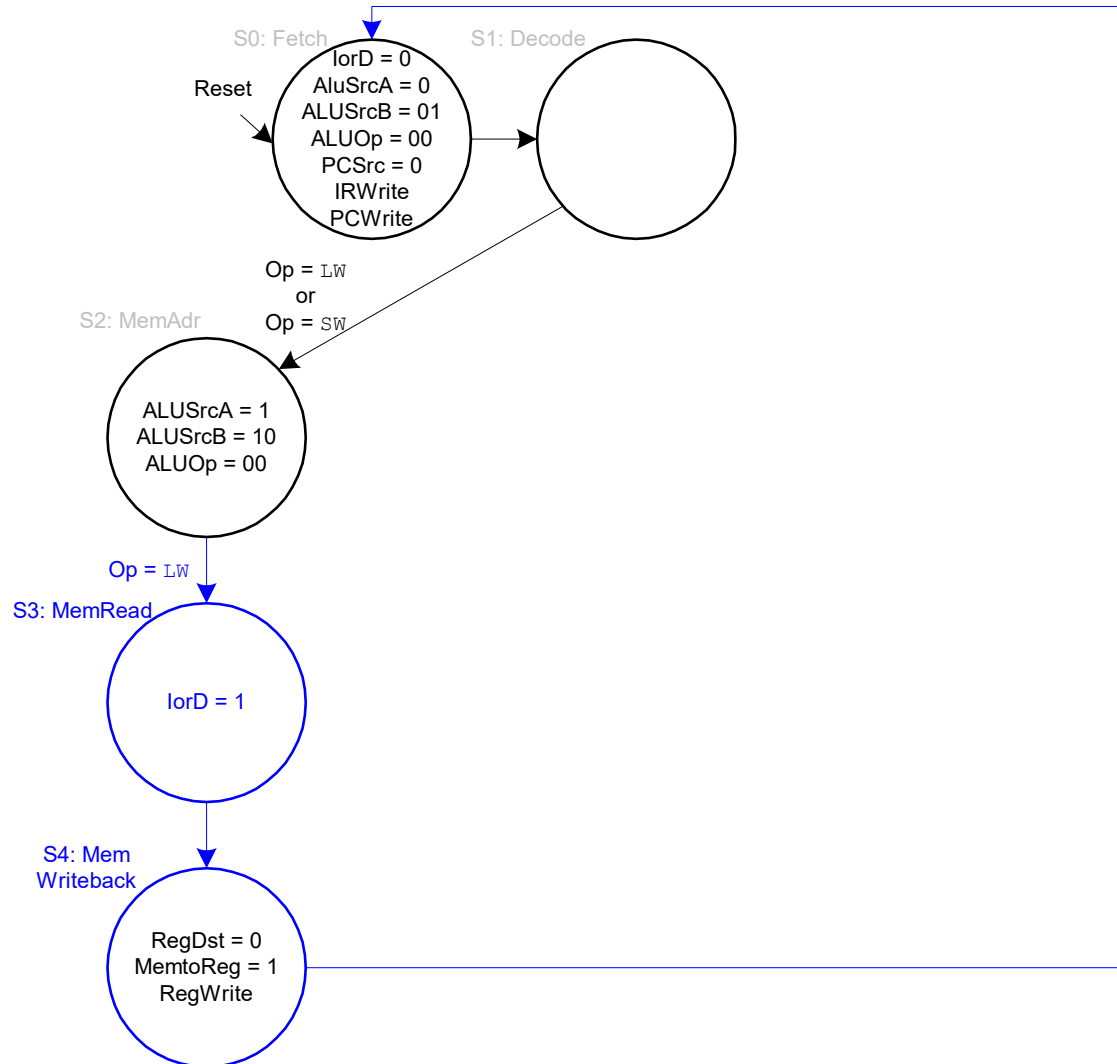 S0: Fetch
S1: Decode
Reset
IorD = 0
AluSrcA = 0
ALUSrcB = 01
ALUOp = 00
PCSrc = 0
IRWrite
PCWrite
Op = LW
or
Op = SW
S2: MemAdr
ALUSrcA = 1
ALUSrcB = 10
ALUOp = 00
Op = LW
S3: MemRead
IorD = 1
S4: Mem
Writeback
RegDst = 0
MemtoReg = 1
RegWrite